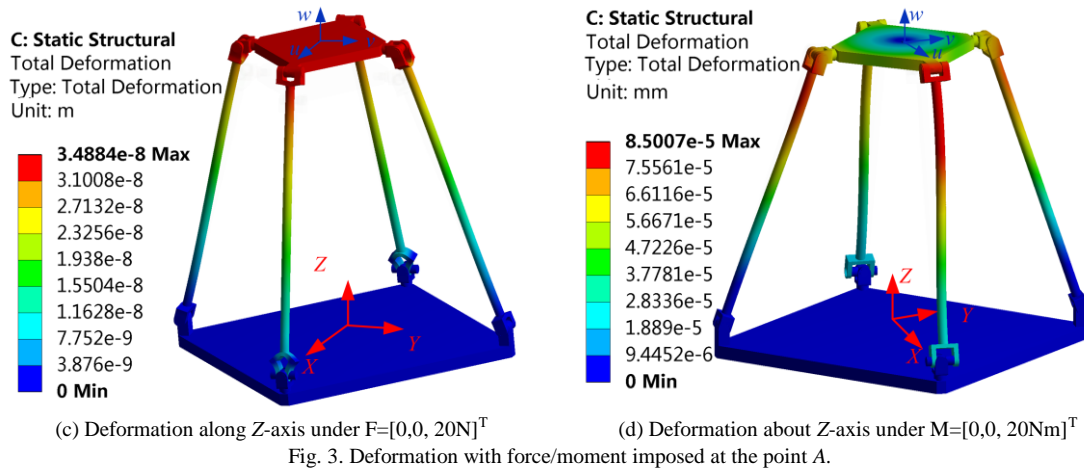 C: Static Structural
Total Deformation
Type: Total Deformation
Unit: m
3.4884e-8 Max
3.1008e-8
2.7132e-8
2.3256e-8
1.938e-8
1.5504e-8
1.1628e-8
7.752e-9
3.876e-9
0 Min
w
u
v
Z
X
Y
(c) Deformation along Z-axis under F=[0,0, 20N]ᵀ
C: Static Structural
Total Deformation
Type: Total Deformation
Unit: mm
8.5007e-5 Max
7.5561e-5
6.6116e-5
5.6671e-5
4.7226e-5
3.7781e-5
2.8336e-5
1.889e-5
9.4452e-6
0 Min
w
v
u
Z
Y
X
(d) Deformation about Z-axis under M=[0,0, 20Nm]ᵀ
Fig. 3. Deformation with force/moment imposed at the point A.